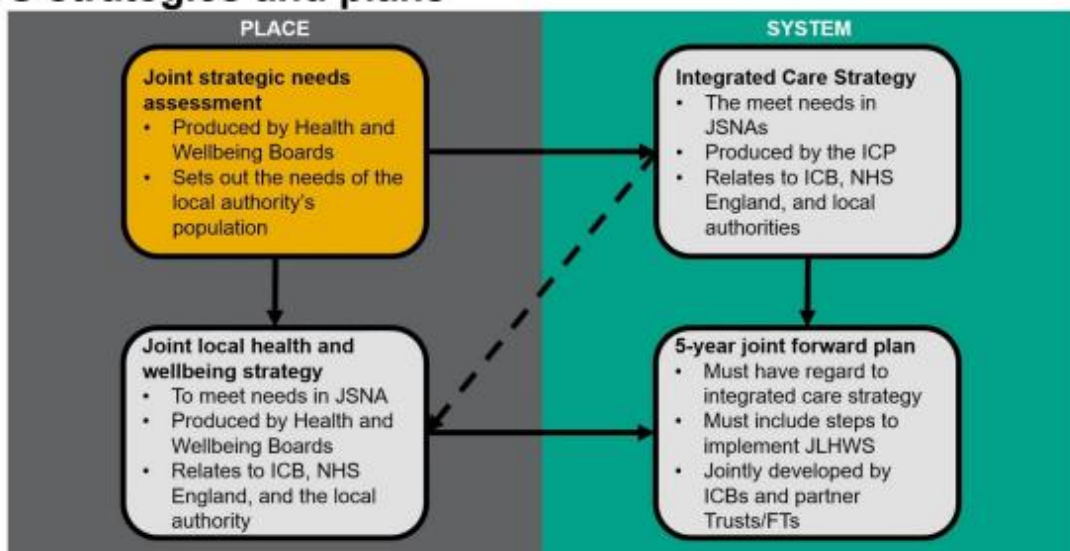 PLACE
Joint strategic needs
assessment
• Produced by Health and
Wellbeing Boards
• Sets out the needs of the
local authority's
population
Joint local health and
wellbeing strategy
• To meet needs in JSNA
• Produced by Health and
Wellbeing Boards
• Relates to ICB, NHS
England, and the local
authority
SYSTEM
Integrated Care Strategy
• The meet needs in
JSNAs
• Produced by the ICP
• Relates to ICB, NHS
England, and local
authorities
5-year joint forward plan
• Must have regard to
integrated care strategy
• Must include steps to
implement JLHWS
• Jointly developed by
ICBs and partner
Trusts/FTs